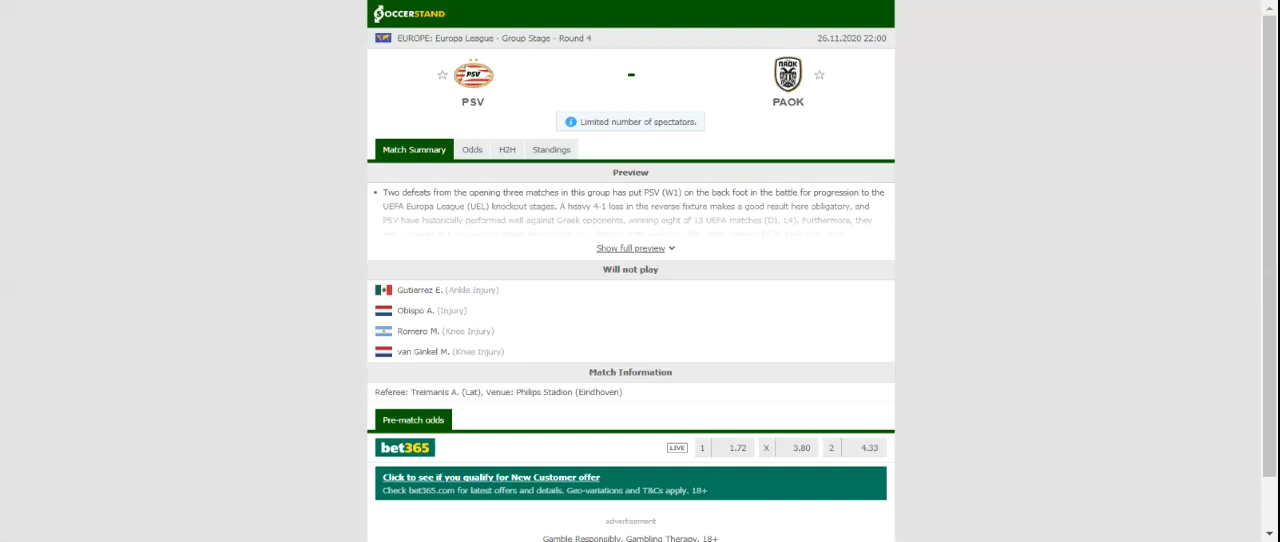 SOCCERSTAND
EUROPE: Europa League - Group Stage - Round 4
26.11.2020 22:00
PSV
-
PAOK
PSV
PAOK
Limited number of spectators.
Match Summary
Odds
H2H
Standings
Preview
• Two defeats from the opening three matches in this group has put PSV (W1) on the back foot in the battle for progression to the
UEFA Europa League (UEL) knockout stages. A heavy 4-1 loss in the reverse fixture makes a good result here obligatory, and
PSV have historically performed well against Greek opponents, winning eight of 13 UEFA matches (D1, L4). Furthermore, they
Show full preview
Will not play
Gutierrez E. (Ankle Injury)
Obispo A. (Injury)
Romero M. (Knee Injury)
van Ginkel M. (Knee Injury)
Match Information
Referee: Treimanis A. (Lat), Venue: Philips Stadion (Eindhoven)
Pre-match odds
bet365
LIVE
1 1.72 X 3.80 2 4.33
Click to see if you qualify for New Customer offer
Check bet365.com for latest offers and details. Geo-variations and T&Cs apply. 18+
advertisement
Gamble Responsibly. Gambling Therapy. 18+